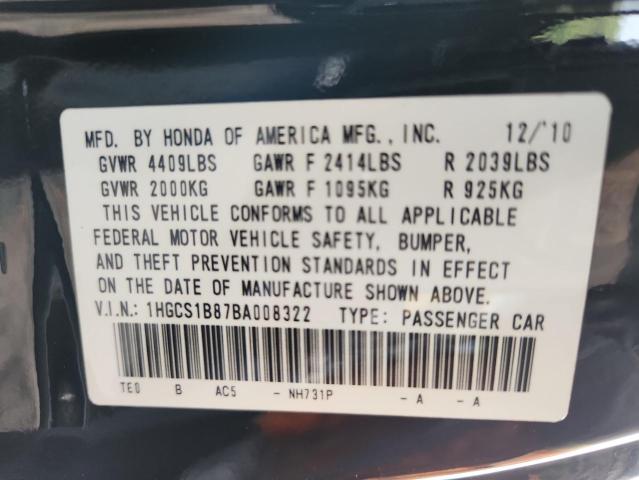 MFD. BY HONDA OF AMERICA MFG., INC. 12/'10
GVWR 4409LBS GAWR F 2414LBS R 2039LBS
GVWR 2000KG GAWR F 1095KG R 925KG
THIS VEHICLE CONFORMS TO ALL APPLICABLE
FEDERAL MOTOR VEHICLE SAFETY, BUMPER,
AND THEFT PREVENTION STANDARDS IN EFFECT
ON THE DATE OF MANUFACTURE SHOWN ABOVE.
V.I.N.: 1HGCS1B87BA008322 TYPE: PASSENGER CAR
TE0 B AC5 - NH731P - A - A